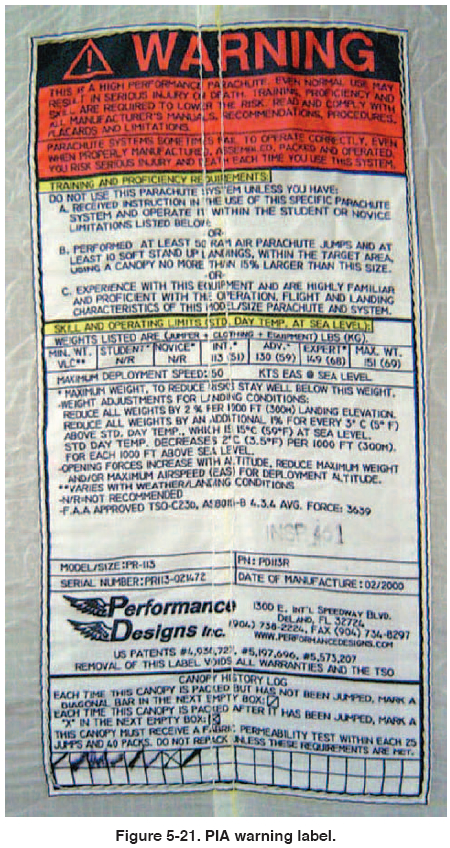 WARNING
THIS IS A HIGH PERFORMANCE PARACHUTE. EVEN NORMAL USE MAY
RESULT IN SERIOUS INJURY OR DEATH. TRAINING, PROFICIENCY AND
SKILL ARE REQUIRED TO LOWER THE RISK. READ AND COMPLY WITH
ALL MANUFACTURER'S MANUALS, RECOMMENDATIONS, PROCEDURES,
PLACARDS AND LIMITATIONS.
PARACHUTE SYSTEMS SOMETIMES FAIL TO OPERATE CORRECTLY, EVEN
WHEN PROPERLY MANUFACTURED, ASSEMBLED, PACKED AND OPERATED.
YOU RISK SERIOUS INJURY AND DEATH EACH TIME YOU USE THIS SYSTEM.
TRAINING AND PROFICIENCY REQUIREMENTS:
DO NOT USE THIS PARACHUTE SYSTEM UNLESS YOU HAVE:
A. RECEIVED INSTRUCTION IN THE USE OF THIS SPECIFIC PARACHUTE
SYSTEM AND OPERATE IT WITHIN THE STUDENT OR NOVICE
LIMITATIONS LISTED BELOW
-OR-
B. PERFORMED AT LEAST 50 RAM AIR PARACHUTE JUMPS AND AT
LEAST 10 SOFT STAND UP LANDINGS, WITHIN THE TARGET AREA,
USING A CANOPY NO MORE THAN 15% LARGER THAN THIS SIZE.
-OR-
C. EXPERIENCE WITH THIS EQUIPMENT AND ARE HIGHLY FAMILIAR
AND PROFICIENT WITH THE OPERATION, FLIGHT AND LANDING
CHARACTERISTICS OF THIS MODEL/SIZE PARACHUTE AND SYSTEM.
SKILL AND OPERATING LIMITS (STD. DAY TEMP. AT SEA LEVEL):
WEIGHTS LISTED ARE (JUMPER + CLOTHING + EQUIPMENT) LBS (KG).
MIN. WT. STUDENT* NOVICE* INT.* ADV.* EXPERT* MAX. WT.
VLC** N/R N/R 113 (51) 130 (59) 149 (68) 151 (69)
MAXIMUM DEPLOYMENT SPEED: 150 KTS EAS @ SEA LEVEL
* MAXIMUM WEIGHT, TO REDUCE RISKS STAY WELL BELOW THIS WEIGHT.
-WEIGHT ADJUSTMENTS FOR LANDING CONDITIONS:
REDUCE ALL WEIGHTS BY 2 % PER 1000 FT (300M) LANDING ELEVATION.
REDUCE ALL WEIGHTS BY AN ADDITIONAL 1% FOR EVERY 3° C (5° F)
ABOVE STD. DAY TEMP., WHICH IS 15°C (59°F) AT SEA LEVEL.
STD DAY TEMP. DECREASES 2°C (3.5°F) PER 1000 FT (300M).
FOR EACH 1000 FT ABOVE SEA LEVEL.
-OPENING FORCES INCREASE WITH ALTITUDE, REDUCE MAXIMUM WEIGHT
AND/OR MAXIMUM AIRSPEED (EAS) FOR DEPLOYMENT ALTITUDE.
**VARIES WITH WEATHER/LANDING CONDITIONS
-N/R=NOT RECOMMENDED
-F.A.A APPROVED TSO-C23D, AS8015-B 4.3.4 AVG. FORCE: 3639
INSP 461
MODEL/SIZE: PR-113 PN: PD113R
SERIAL NUMBER: PR113-021472 DATE OF MANUFACTURE: 02/2000
Performance Designs Inc.
1300 E. INT'L SPEEDWAY BLVD.
DELAND, FL 32724
(904) 738-2224, FAX (904) 734-8297
WWW.PERFORMANCEDESIGNS.COM
US PATENTS #5,197,696, #5,573,207
REMOVAL OF THIS LABEL VOIDS ALL WARRANTIES AND THE TSO
CANOPY HISTORY LOG
EACH TIME THIS CANOPY IS PACKED BUT HAS NOT BEEN JUMPED, MARK A
DIAGONAL BAR IN THE NEXT EMPTY BOX:
EACH TIME THIS CANOPY IS PACKED AFTER IT HAS BEEN JUMPED, MARK A
"X" IN THE NEXT EMPTY BOX:
THIS CANOPY MUST RECEIVE A FABRIC PERMEABILITY TEST WITHIN EACH 25
JUMPS AND 40 PACKS. DO NOT REPACK UNLESS THESE REQUIREMENTS ARE MET.
Figure 5-21. PIA warning label.